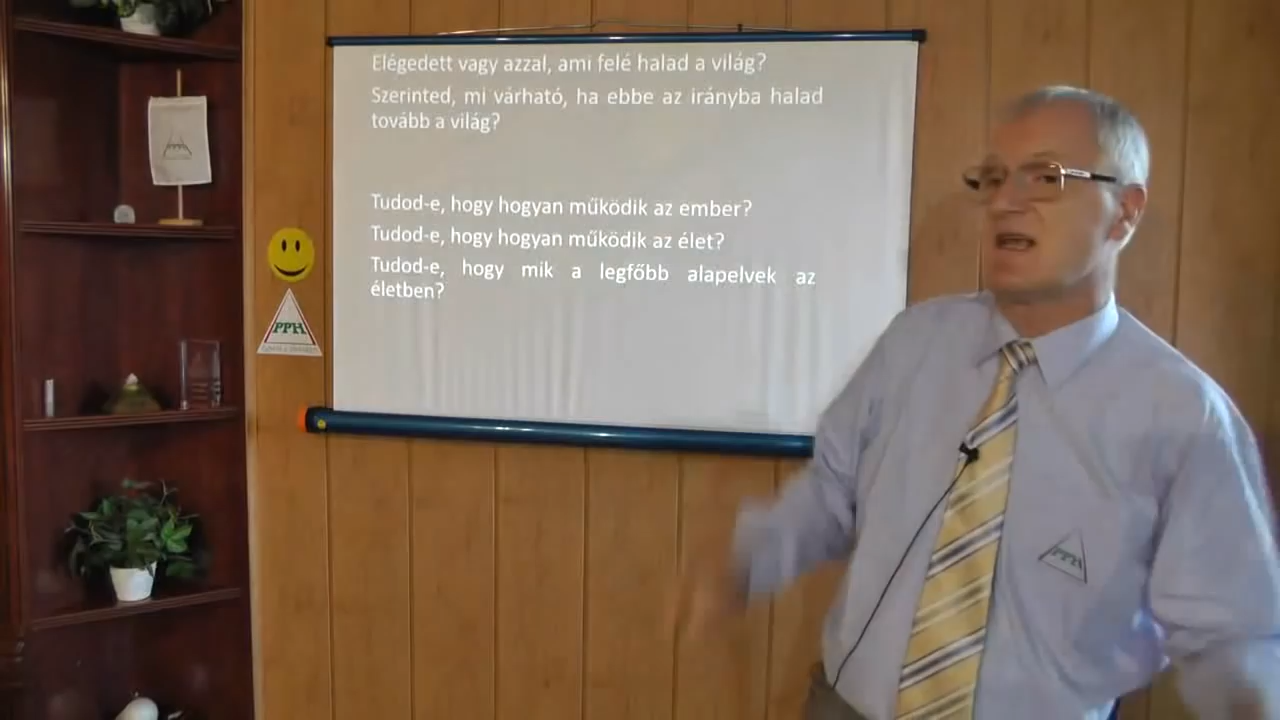 Elégedett vagy azzal, ami felé halad a világ?
Szerinted, mi várható, ha ebbe az irányba halad
tovább a világ?
Tudod-e, hogy hogyan működik az ember?
Tudod-e, hogy hogyan működik az élet?
Tudod-e, hogy mik a legfőbb alapelvek az
életben?
PPH
PPH